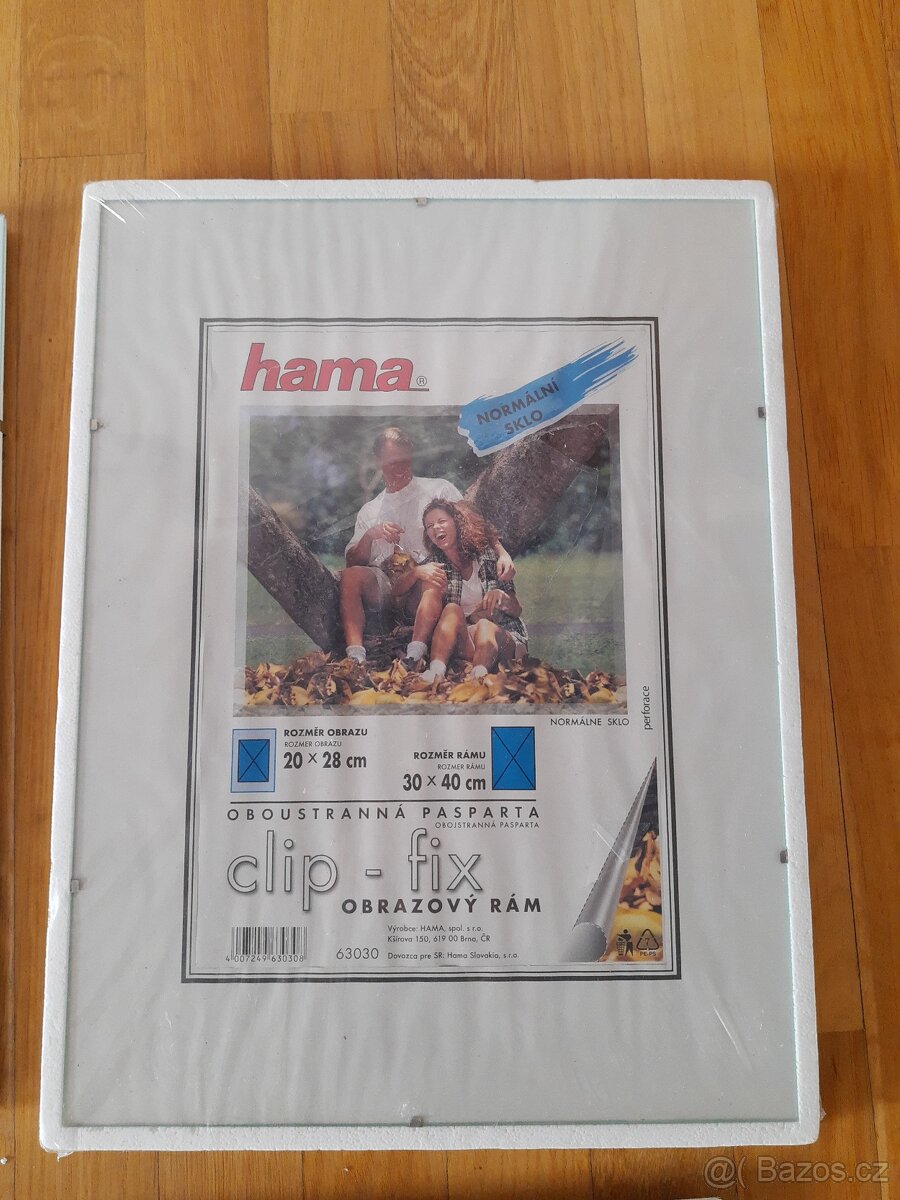 hama®
NORMÁLNÍ
SKLO
NORMÁLNE SKLO
perforace
ROZMĚR OBRAZU
ROZMER OBRAZU
20 × 28 cm
ROZMĚR RÁMU
ROZMER RÁMU
30 × 40 cm
OBOUSTRANNÁ PASPARTA
OBOJSTRANNÁ PASPARTA
clip - fix
OBRAZOVÝ RÁM
Výrobce: HAMA, spol. s r.o.
Kšírova 150, 619 00 Brno, ČR
4 007249 630308
63030
Dovozca pre SR: Hama Slovakia, s.r.o.
PE-PS
@( Bazos.cz